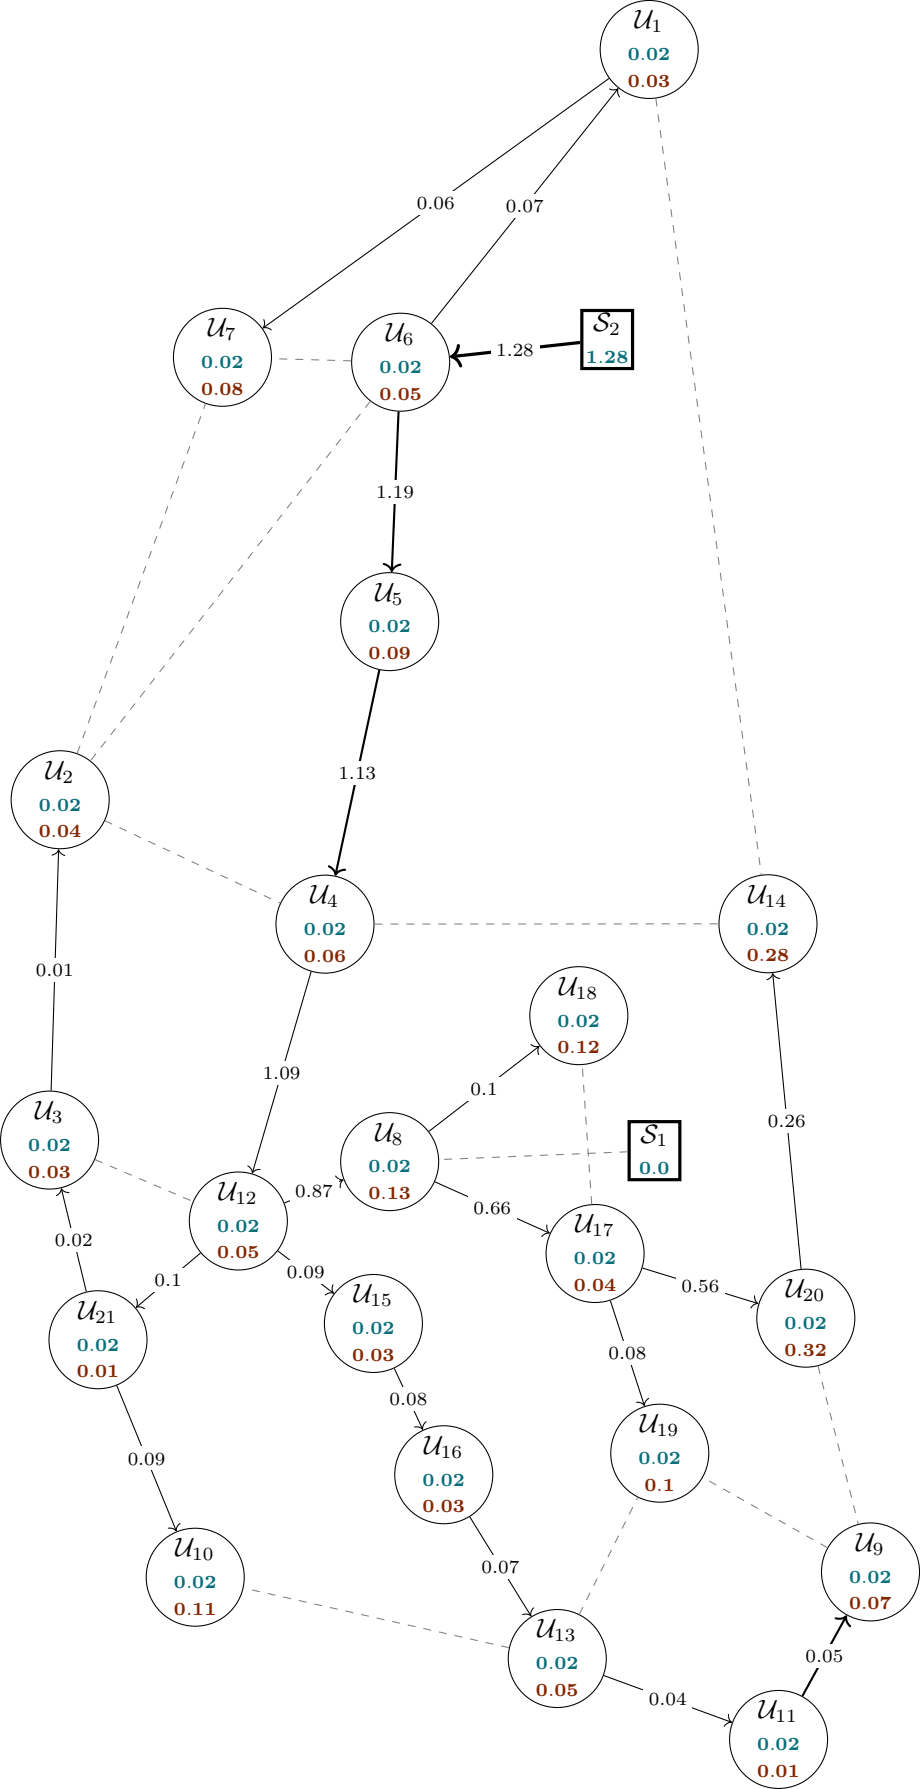 𝒰₁
0.02
0.03
0.06
0.07
𝒰₇
0.02
0.08
𝒰₆
0.02
0.05
1.28
𝒮₂
1.28
1.19
𝒰₅
0.02
0.09
1.13
𝒰₂
0.02
0.04
𝒰₄
0.02
0.06
𝒰₁₄
0.02
0.28
0.01
𝒰₁₈
0.02
0.12
1.09
0.1
0.26
𝒰₃
0.02
0.03
𝒰₈
0.02
0.13
𝒮₁
0.0
𝒰₁₂
0.02
0.05
0.87
0.66
𝒰₁₇
0.02
0.04
0.02
0.1
0.09
0.56
𝒰₂₁
0.02
0.01
𝒰₁₅
0.02
0.03
𝒰₂₀
0.02
0.32
0.08
0.08
0.09
𝒰₁₆
0.02
0.03
𝒰₁₉
0.02
0.1
𝒰₁₀
0.02
0.11
0.07
𝒰₉
0.02
0.07
𝒰₁₃
0.02
0.05
0.05
0.04
𝒰₁₁
0.02
0.01